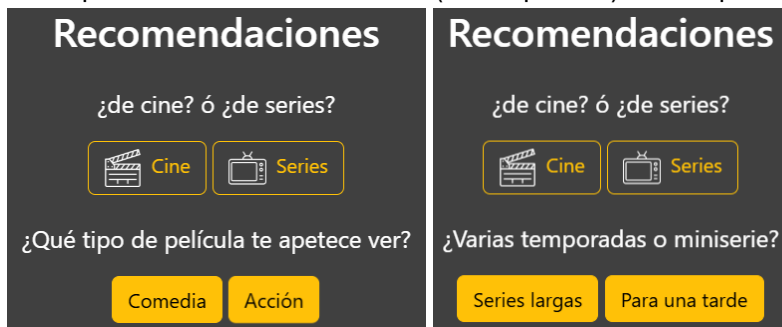 Recomendaciones
¿de cine? ó ¿de series?
Cine Series
¿Qué tipo de película te apetece ver?
Comedia Acción
Recomendaciones
¿de cine? ó ¿de series?
Cine Series
¿Varias temporadas o miniserie?
Series largas Para una tarde